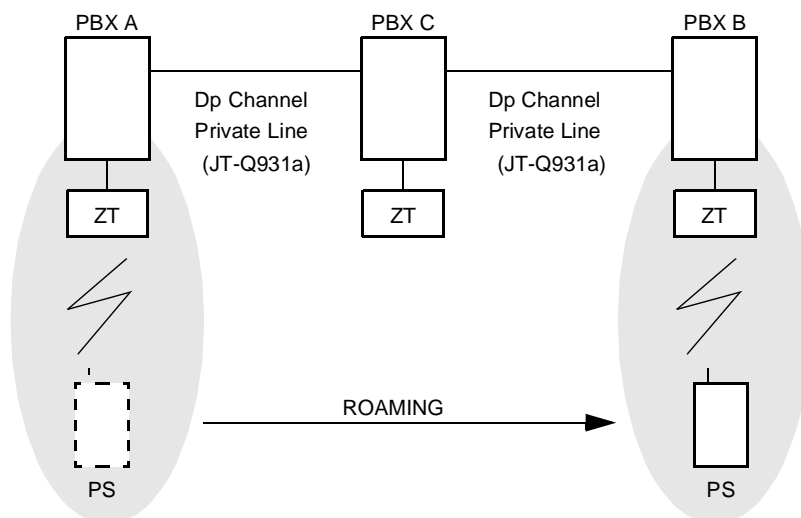 PBX A
PBX C
PBX B
Dp Channel
Private Line
(JT-Q931a)
Dp Channel
Private Line
(JT-Q931a)
ZT
ZT
ZT
ROAMING
PS
PS